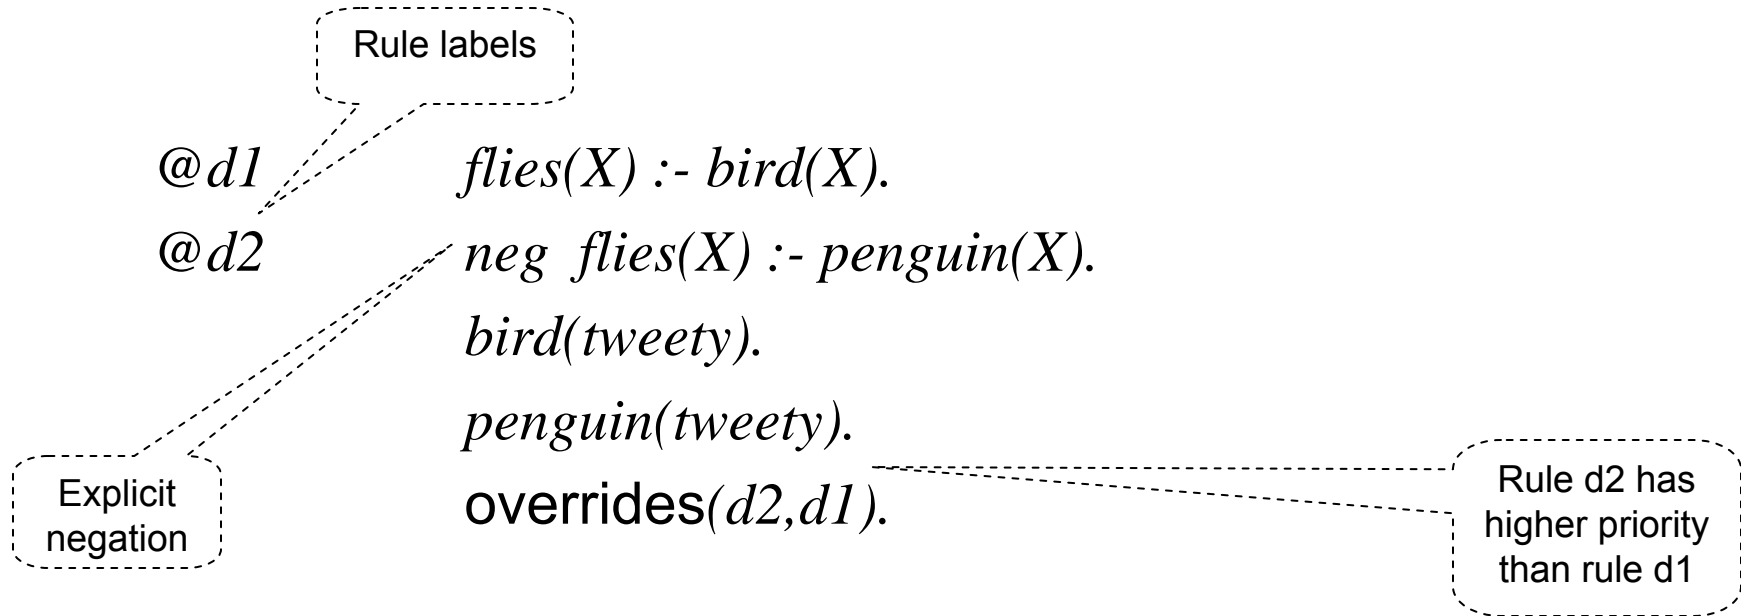 Rule labels
@d1 flies(X) :- bird(X).
@d2 neg flies(X) :- penguin(X).
bird(tweety).
penguin(tweety).
overrides(d2,d1).
Explicit
negation
Rule d2 has
higher priority
than rule d1